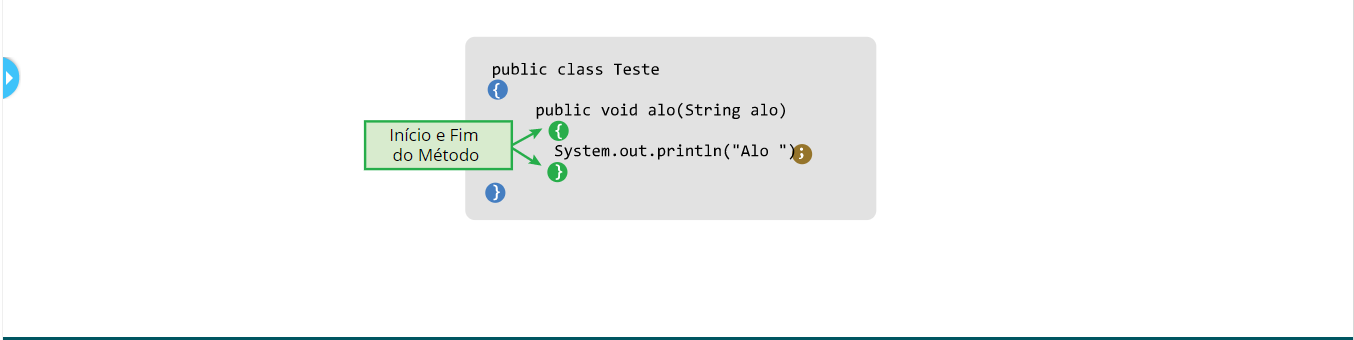 public class Teste
{
public void alo(String alo)
Início e Fim
do Método
{
System.out.println("Alo ");
}
}